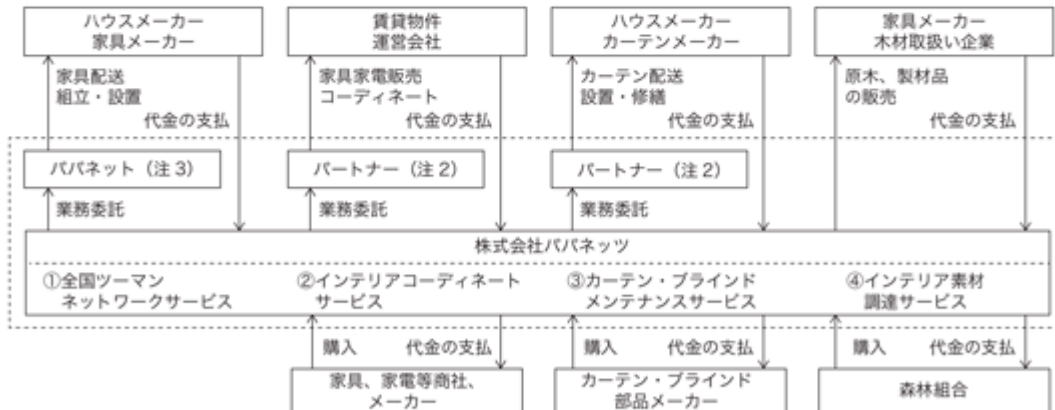 ハウスメーカー
家具メーカー
賃貸物件
運営会社
ハウスメーカー
カーテンメーカー
家具メーカー
木材取扱い企業
家具配送
組立・設置
代金の支払
家具家電販売
コーディネート
代金の支払
カーテン配送
設置・修繕
代金の支払
原木、製材品
の販売
代金の支払
パパネット（注3）
パートナー（注2）
パートナー（注2）
業務委託
業務委託
業務委託
株式会社パパネッツ
①全国ツーマン
ネットワークサービス
②インテリアコーディネート
サービス
③カーテン・ブラインド
メンテナンスサービス
④インテリア素材
調達サービス
購入
代金の支払
購入
代金の支払
購入
代金の支払
家具、家電等商社、
メーカー
カーテン・ブラインド
部品メーカー
森林組合